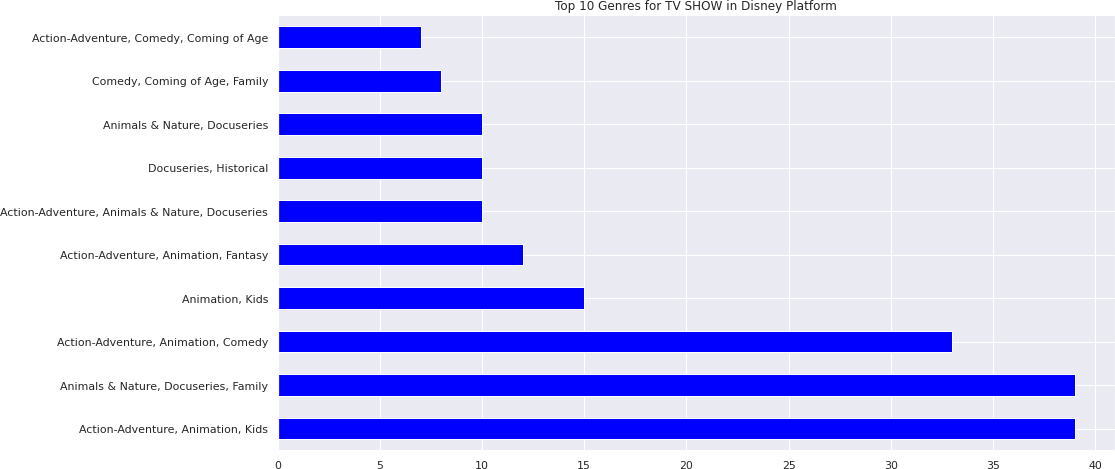 Top 10 Genres for TV SHOW in Disney Platform
Action-Adventure, Comedy, Coming of Age
Comedy, Coming of Age, Family
Animals & Nature, Docuseries
Docuseries, Historical
Action-Adventure, Animals & Nature, Docuseries
Action-Adventure, Animation, Fantasy
Animation, Kids
Action-Adventure, Animation, Comedy
Animals & Nature, Docuseries, Family
Action-Adventure, Animation, Kids
0 5 10 15 20 25 30 35 40